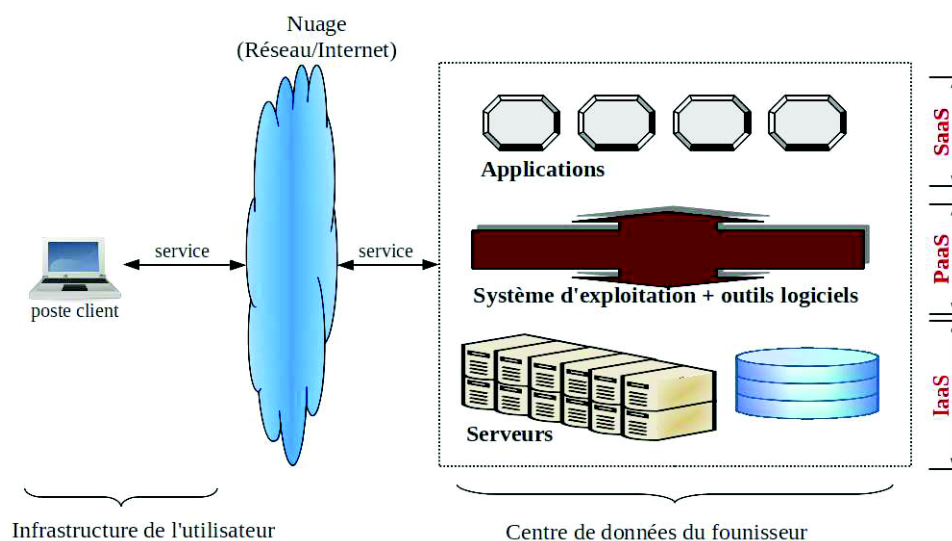 Nuage
(Réseau/Internet)
SaaS
Applications
service
service
PaaS
poste client
Système d'exploitation + outils logiciels
IaaS
Serveurs
Infrastructure de l'utilisateur
Centre de données du founisseur